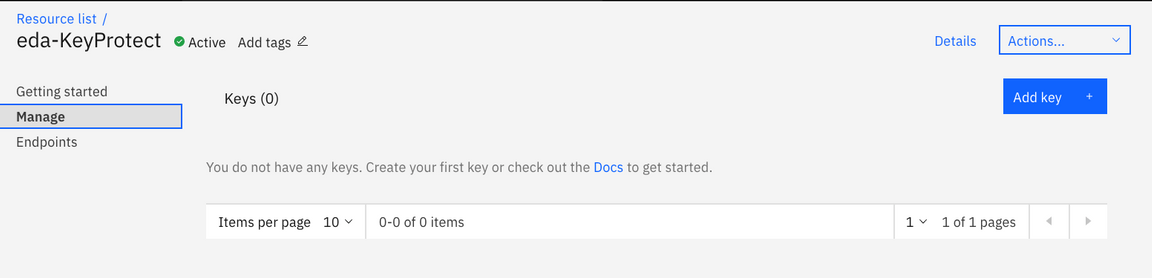 Resource list /
eda-KeyProtect Active Add tags Details Actions...
Getting started
Manage
Endpoints
Keys (0) Add key +
You do not have any keys. Create your first key or check out the Docs to get started.
Items per page 10 0-0 of 0 items 1 1 of 1 pages